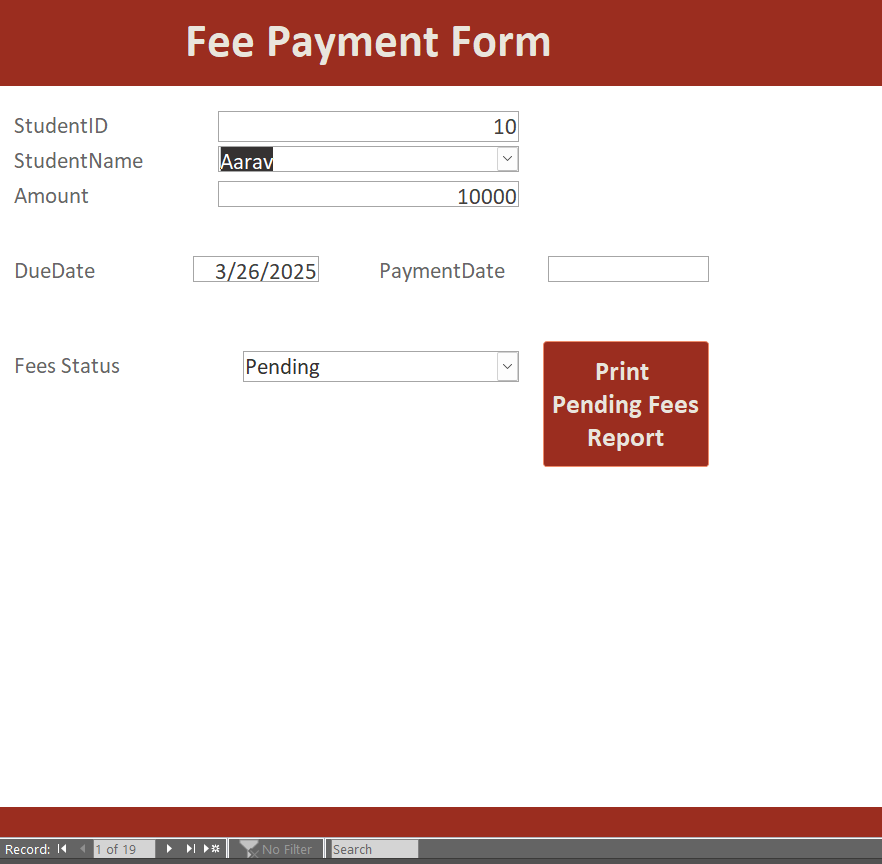 Fee Payment Form
StudentID 10
StudentName Aarav
Amount 10000
DueDate 3/26/2025 PaymentDate
Fees Status Pending
Print
Pending Fees
Report
Record: 1 of 19 No Filter Search